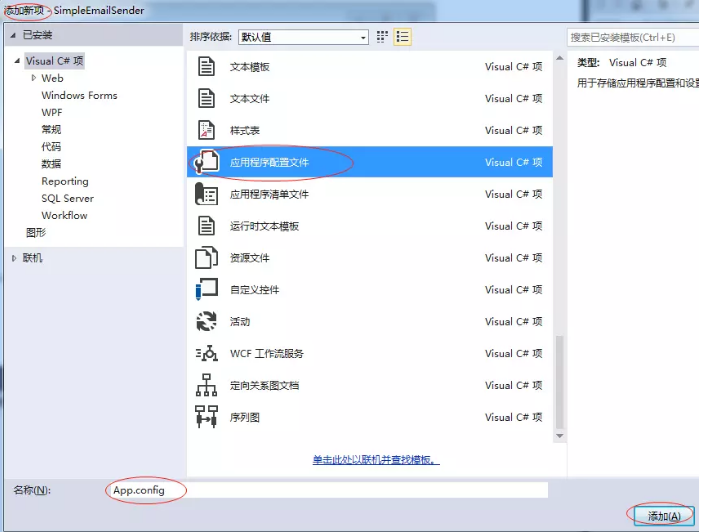 添加新项 - SimpleEmailSender
已安装
排序依据: 默认值
搜索已安装模板(Ctrl+E)
Visual C# 项
Web
Windows Forms
WPF
常规
代码
数据
Reporting
SQL Server
Workflow
图形
联机
文本模板 Visual C# 项
文本文件 Visual C# 项
样式表 Visual C# 项
应用程序配置文件 Visual C# 项
应用程序清单文件 Visual C# 项
运行时文本模板 Visual C# 项
资源文件 Visual C# 项
自定义控件 Visual C# 项
活动 Visual C# 项
WCF 工作流服务 Visual C# 项
定向关系图文档 Visual C# 项
序列图 Visual C# 项
单击此处以联机并查找模板。
类型: Visual C# 项
用于存储应用程序配置和设
名称(N): App.config
添加(A)